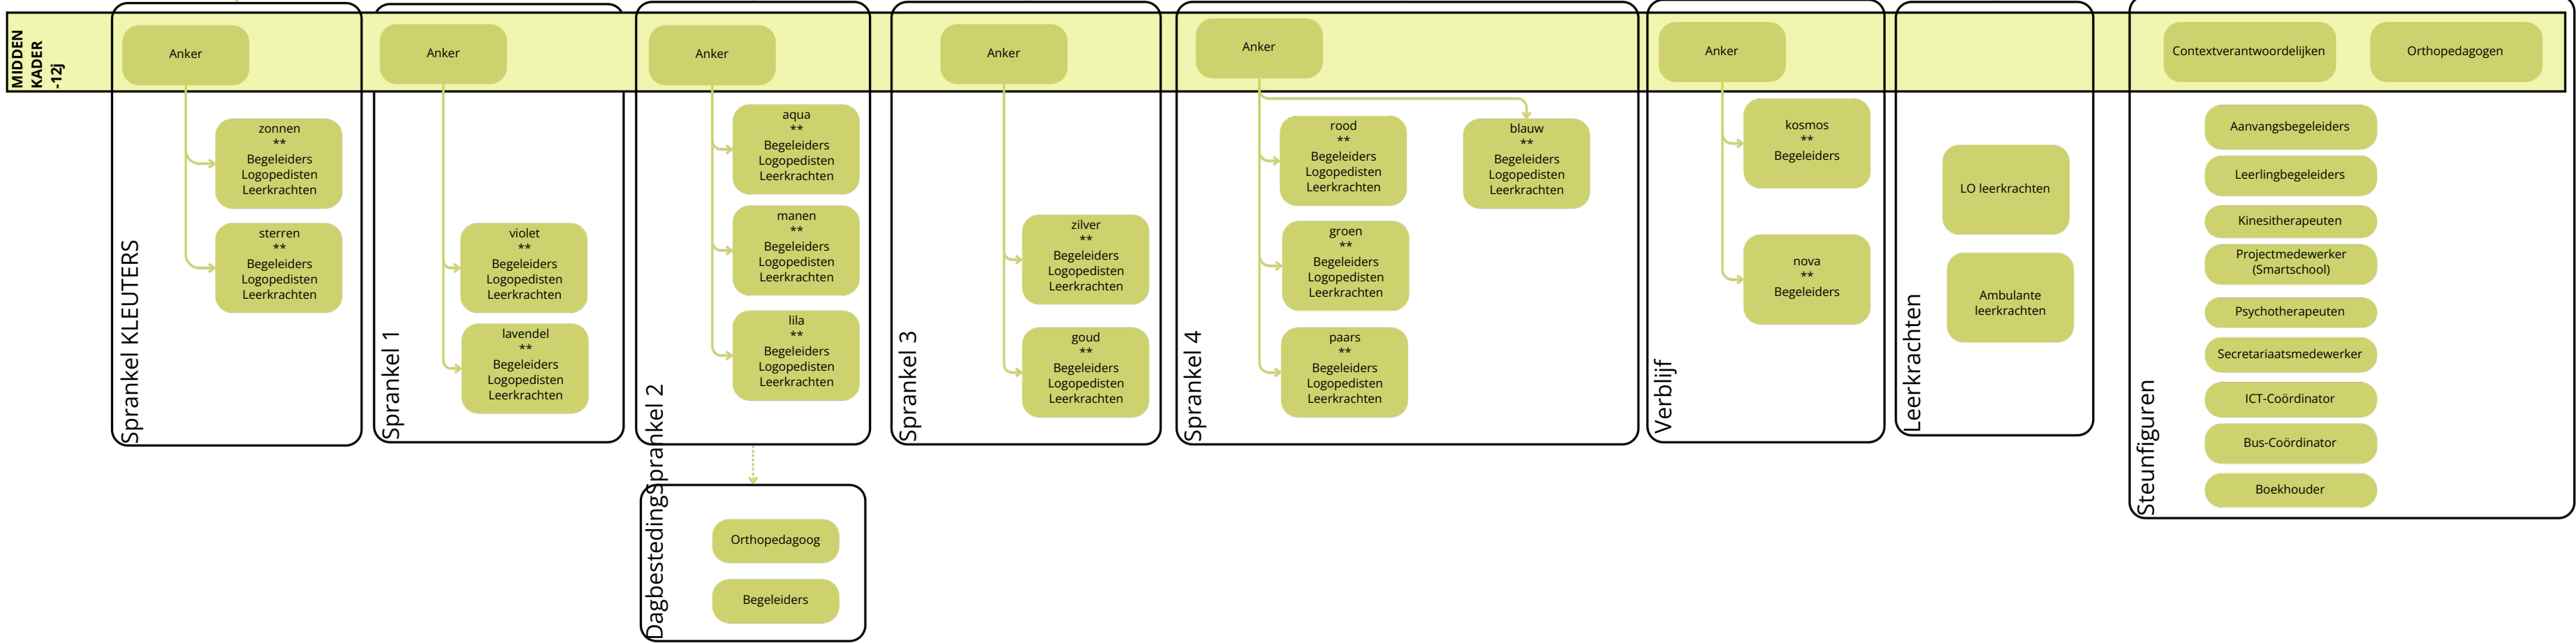 MIDDEN
KADER
-12j
Sprankel KLEUTERS
Anker
zonnen
**
Begeleiders
Logopedisten
Leerkrachten
sterren
**
Begeleiders
Logopedisten
Leerkrachten
Sprankel 1
Anker
violet
**
Begeleiders
Logopedisten
Leerkrachten
lavendel
**
Begeleiders
Logopedisten
Leerkrachten
Sprankel 2
Anker
aqua
**
Begeleiders
Logopedisten
Leerkrachten
manen
**
Begeleiders
Logopedisten
Leerkrachten
lila
**
Begeleiders
Logopedisten
Leerkrachten
Dagbesteding
Orthopedagoog
Begeleiders
Sprankel 3
Anker
zilver
**
Begeleiders
Logopedisten
Leerkrachten
goud
**
Begeleiders
Logopedisten
Leerkrachten
Sprankel 4
Anker
rood
**
Begeleiders
Logopedisten
Leerkrachten
blauw
**
Begeleiders
Logopedisten
Leerkrachten
groen
**
Begeleiders
Logopedisten
Leerkrachten
paars
**
Begeleiders
Logopedisten
Leerkrachten
Verblijf
Anker
kosmos
**
Begeleiders
nova
**
Begeleiders
Leerkrachten
LO leerkrachten
Ambulante
leerkrachten
Steunfiguren
Contextverantwoordelijken
Orthopedagogen
Aanvangsbegeleiders
Leerlingbegeleiders
Kinesitherapeuten
Projectmedewerker
(Smartschool)
Psychotherapeuten
Secretariaatsmedewerker
ICT-Coördinator
Bus-Coördinator
Boekhouder